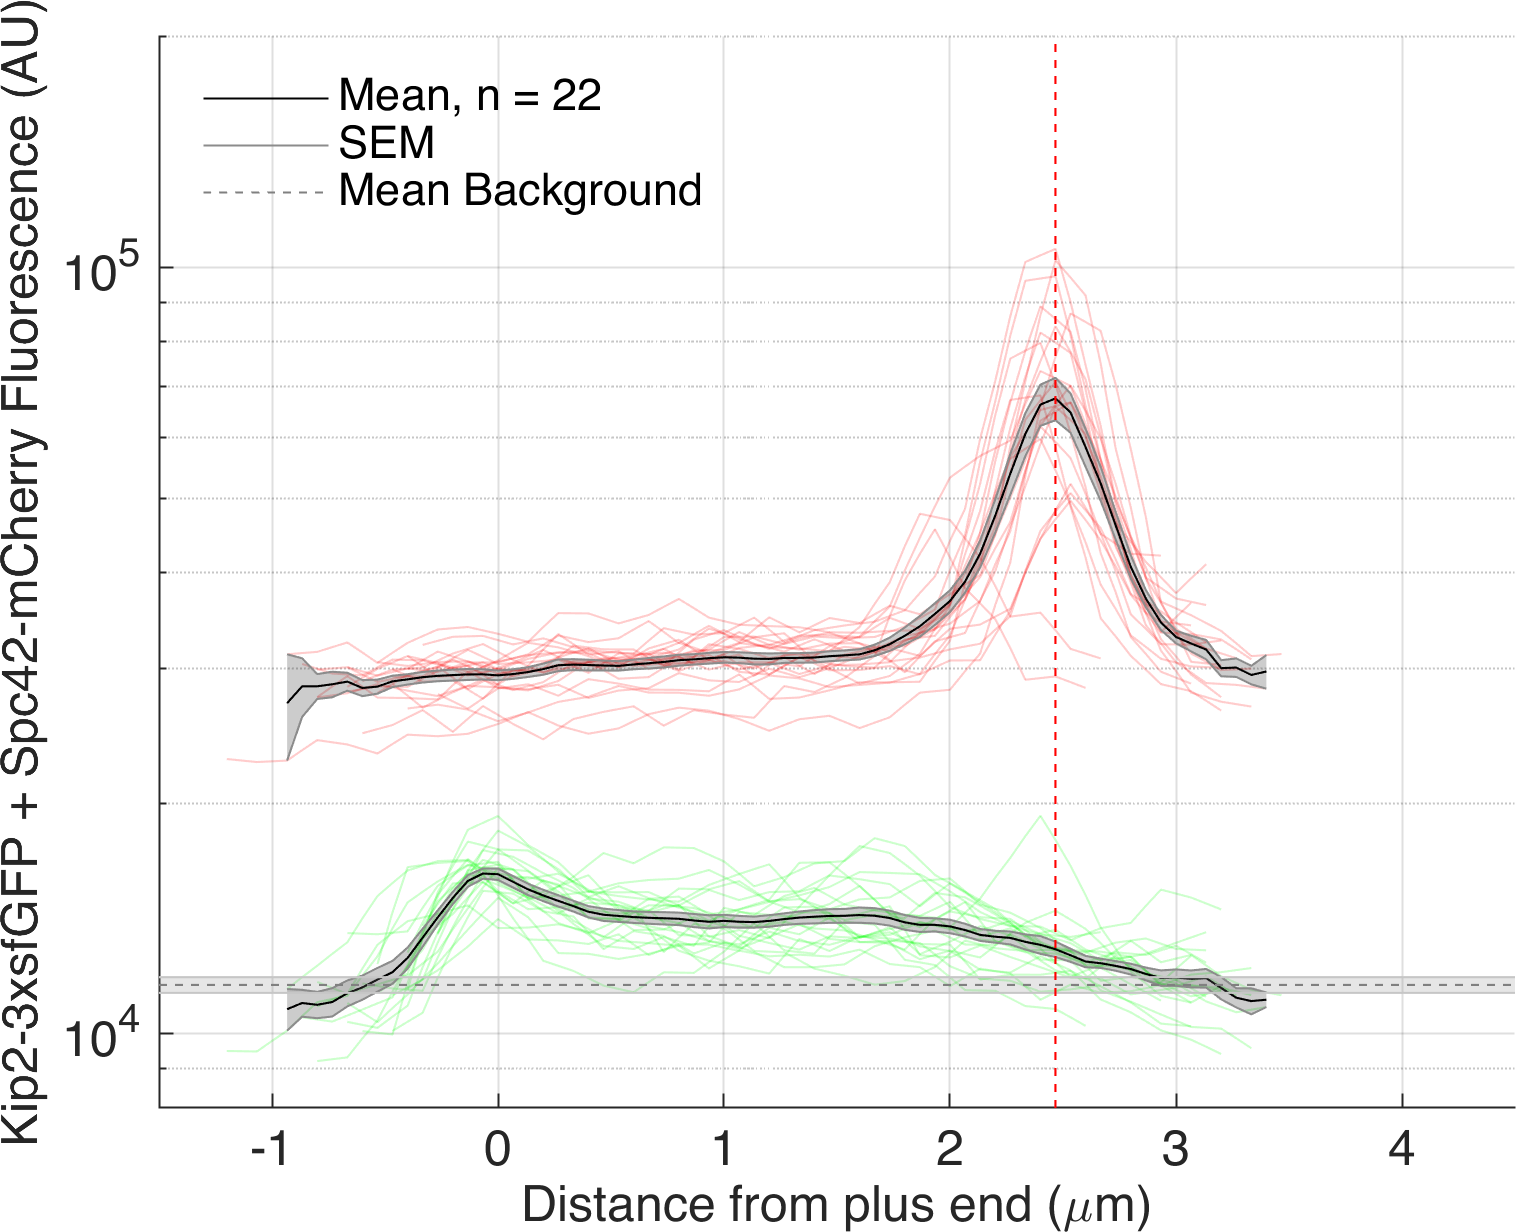 Kip2-3xsfGFP + Spc42-mCherry Fluorescence (AU)
Mean, n = 22
SEM
Mean Background
10^5
10^4
-1 0 1 2 3 4
Distance from plus end (μm)